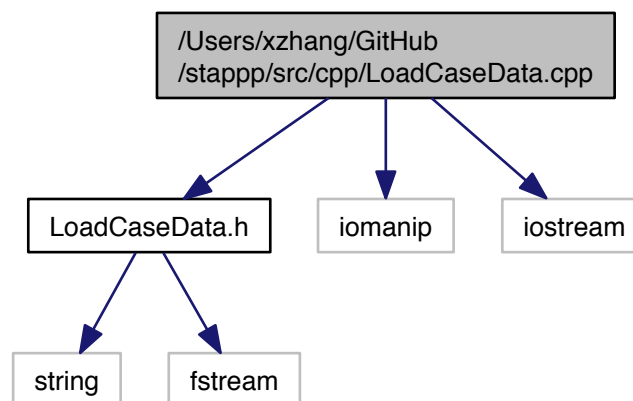 /Users/xzhang/GitHub
/stappp/src/cpp/LoadCaseData.cpp
LoadCaseData.h
iomanip
iostream
string
fstream